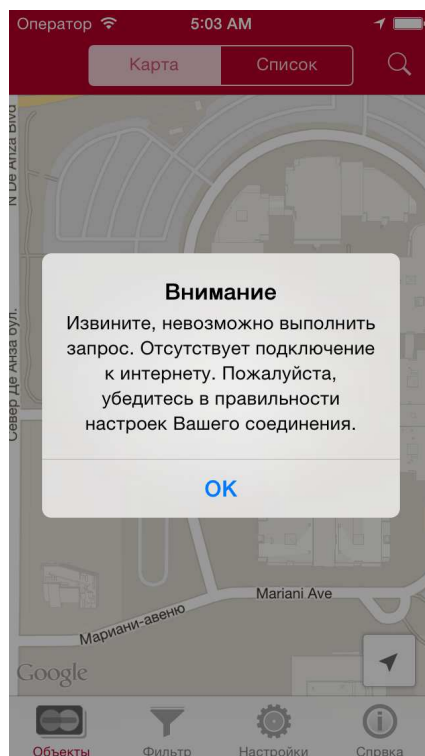 Оператор 5:03 AM
Карта Список
N De Anza Blvd
Внимание
Извините, невозможно выполнить
запрос. Отсутствует подключение
к интернету. Пожалуйста,
убедитесь в правильности
настроек Вашего соединения.
OK
Север Де Анза бул.
Mariani Ave
Мариани-авеню
Google
Объекты Фильтр Настройки Спрвка